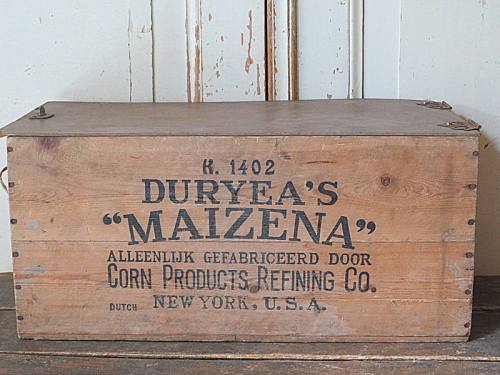 K. 1402
DURYEA'S
"MAIZENA"
ALLEENLIJK GEFABRICEERD DOOR
CORN PRODUCTS REFINING CO.
DUTCH NEW YORK, U.S.A.